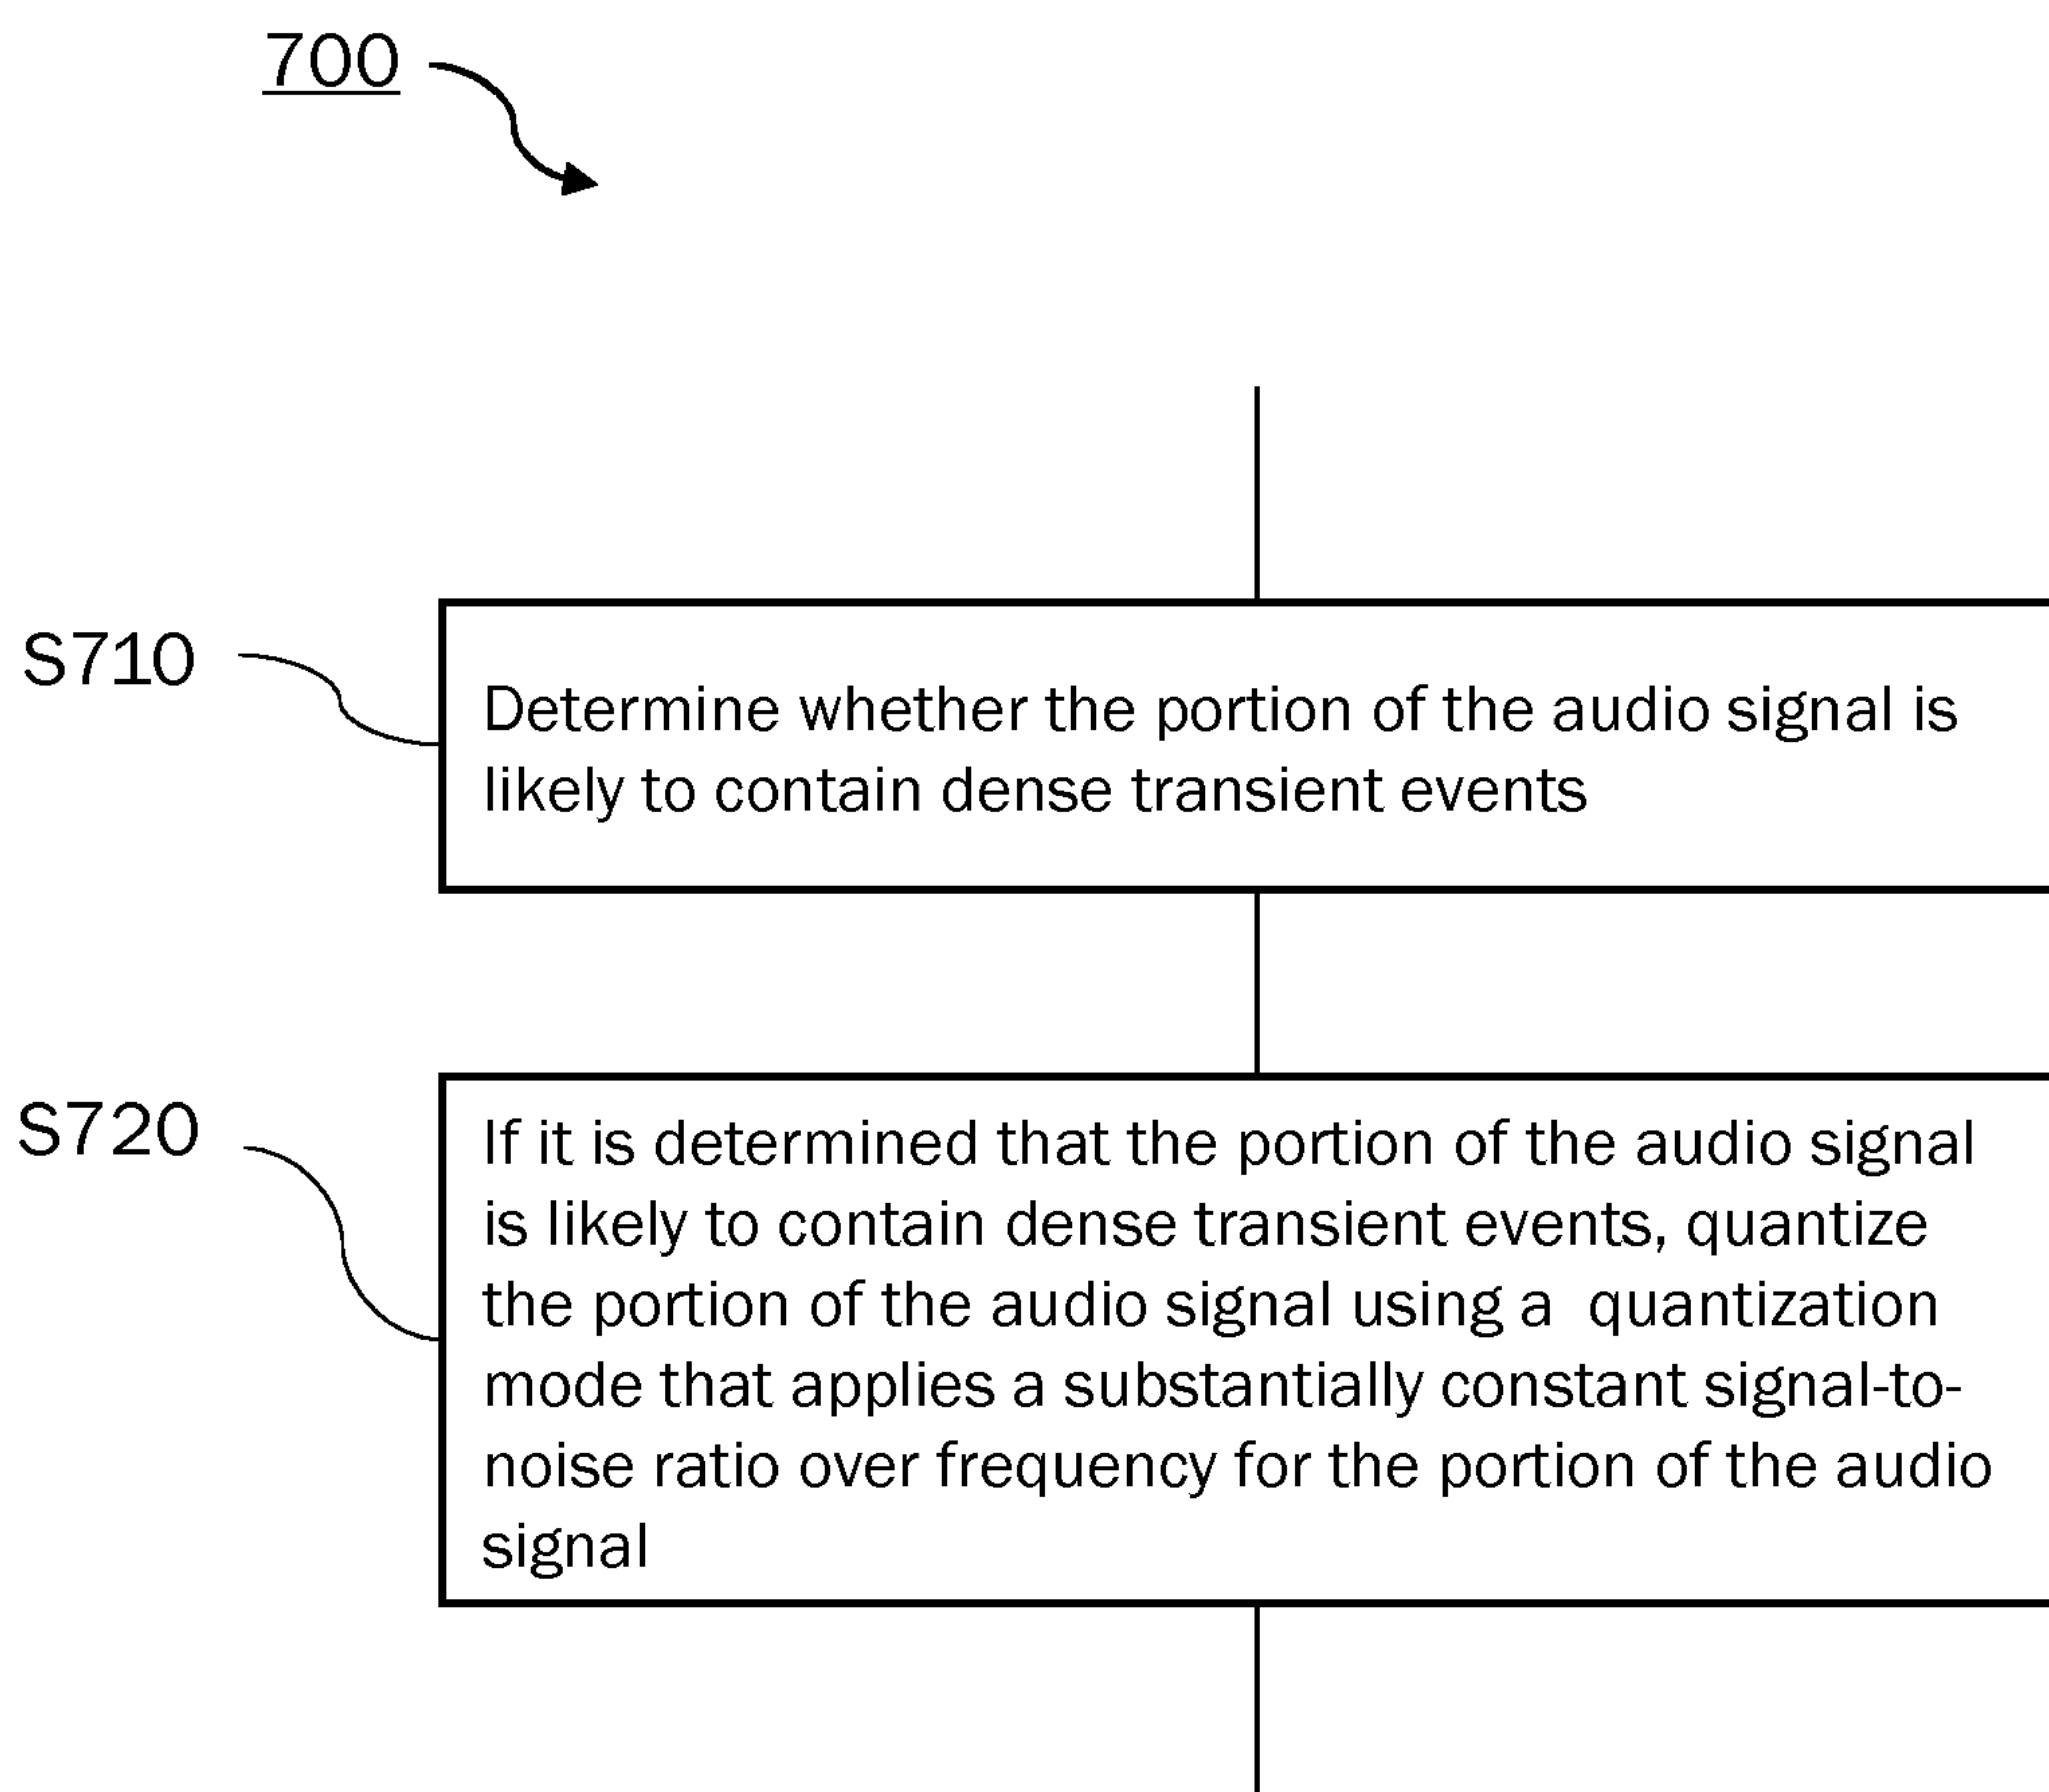 700
S710
Determine whether the portion of the audio signal is
likely to contain dense transient events
S720
If it is determined that the portion of the audio signal
is likely to contain dense transient events, quantize
the portion of the audio signal using a  quantization
mode that applies a substantially constant signal-to-
noise ratio over frequency for the portion of the audio
signal